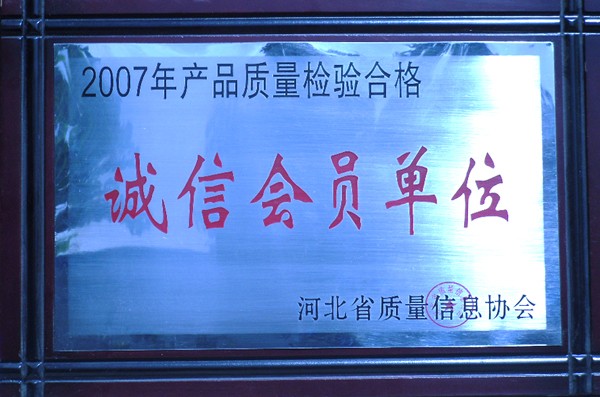 2007年产品质量检验合格
诚信会员单位
河北省质量信息协会